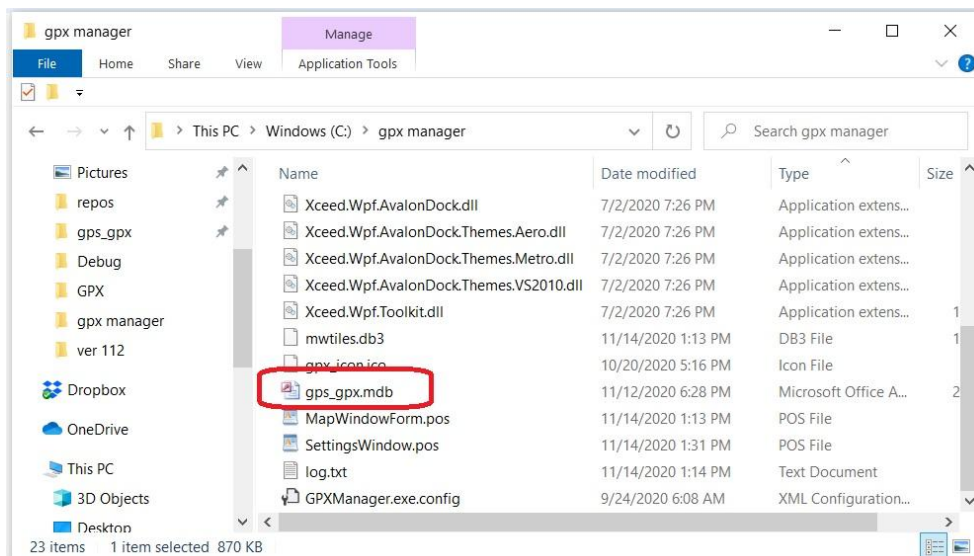 gpx manager
Manage
File Home Share View Application Tools
This PC > Windows (C:) > gpx manager
Search gpx manager
Pictures
repos
gps_gpx
Debug
GPX
gpx manager
ver 112
Dropbox
OneDrive
This PC
3D Objects
Desktop
Name Date modified Type Size
Xceed.Wpf.AvalonDock.dll 7/2/2020 7:26 PM Application extens...
Xceed.Wpf.AvalonDock.Themes.Aero.dll 7/2/2020 7:26 PM Application extens...
Xceed.Wpf.AvalonDock.Themes.Metro.dll 7/2/2020 7:26 PM Application extens...
Xceed.Wpf.AvalonDock.Themes.VS2010.dll 7/2/2020 7:26 PM Application extens...
Xceed.Wpf.Toolkit.dll 7/2/2020 7:26 PM Application extens... 1
mwtiles.db3 11/14/2020 1:13 PM DB3 File 1
gpx_icon.ico 10/20/2020 5:16 PM Icon File
gps_gpx.mdb 11/12/2020 6:28 PM Microsoft Office A... 2
MapWindowForm.pos 11/14/2020 1:13 PM POS File
SettingsWindow.pos 11/14/2020 1:31 PM POS File
log.txt 11/14/2020 1:14 PM Text Document
GPXManager.exe.config 9/24/2020 6:08 AM XML Configuration...
23 items 1 item selected 870 KB